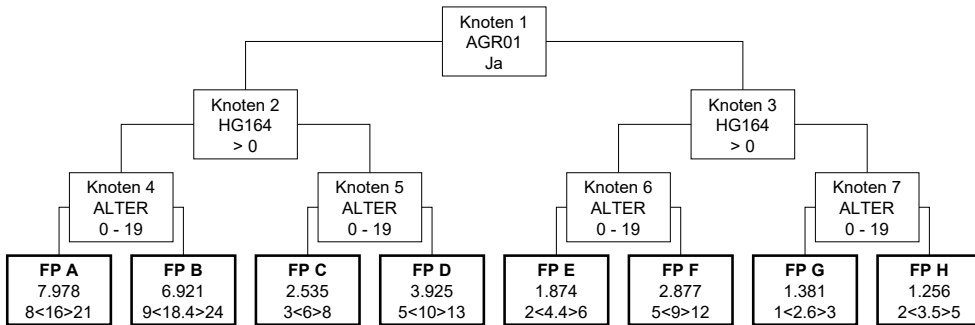 Knoten 1
AGR01
Ja
Knoten 2
HG164
> 0
Knoten 3
HG164
> 0
Knoten 4
ALTER
0 - 19
Knoten 5
ALTER
0 - 19
Knoten 6
ALTER
0 - 19
Knoten 7
ALTER
0 - 19
FP A
7.978
8<16>21
FP B
6.921
9<18.4>24
FP C
2.535
3<6>8
FP D
3.925
5<10>13
FP E
1.874
2<4.4>6
FP F
2.877
5<9>12
FP G
1.381
1<2.6>3
FP H
1.256
2<3.5>5